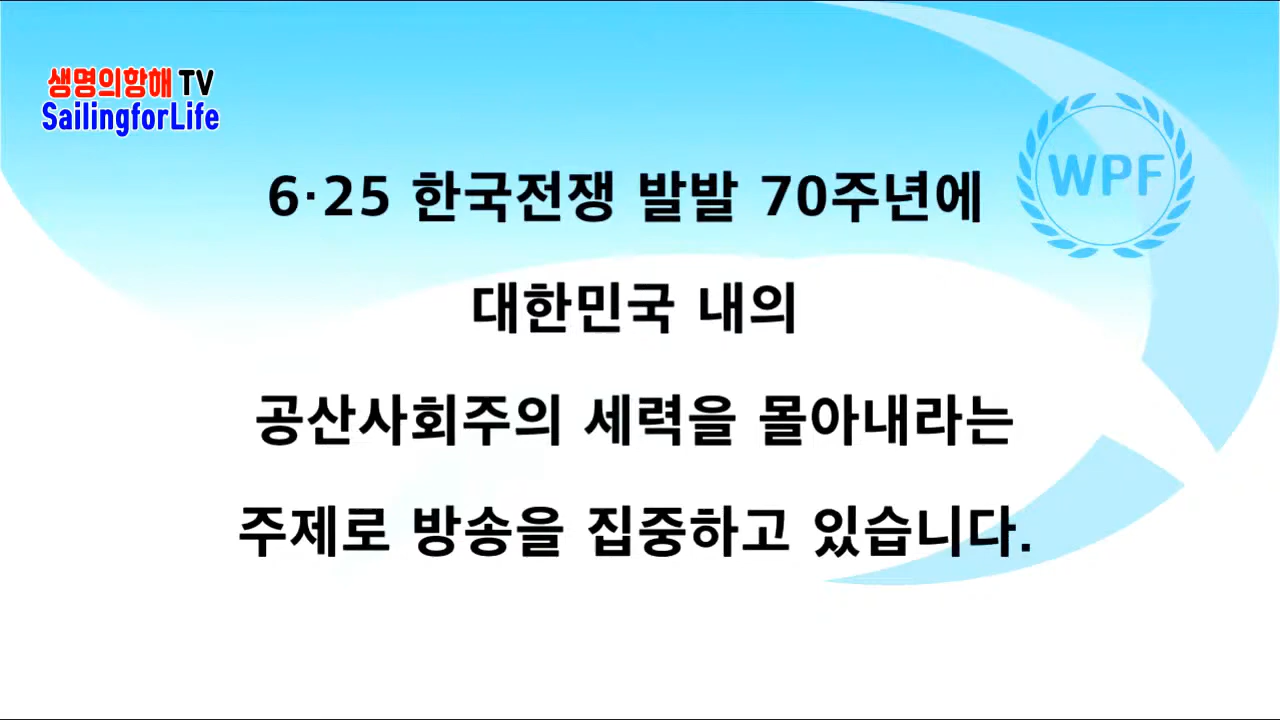 생명의항해 TV
SailingforLife
WPF
6·25 한국전쟁 발발 70주년에
대한민국 내의
공산사회주의 세력을 몰아내라는
주제로 방송을 집중하고 있습니다.